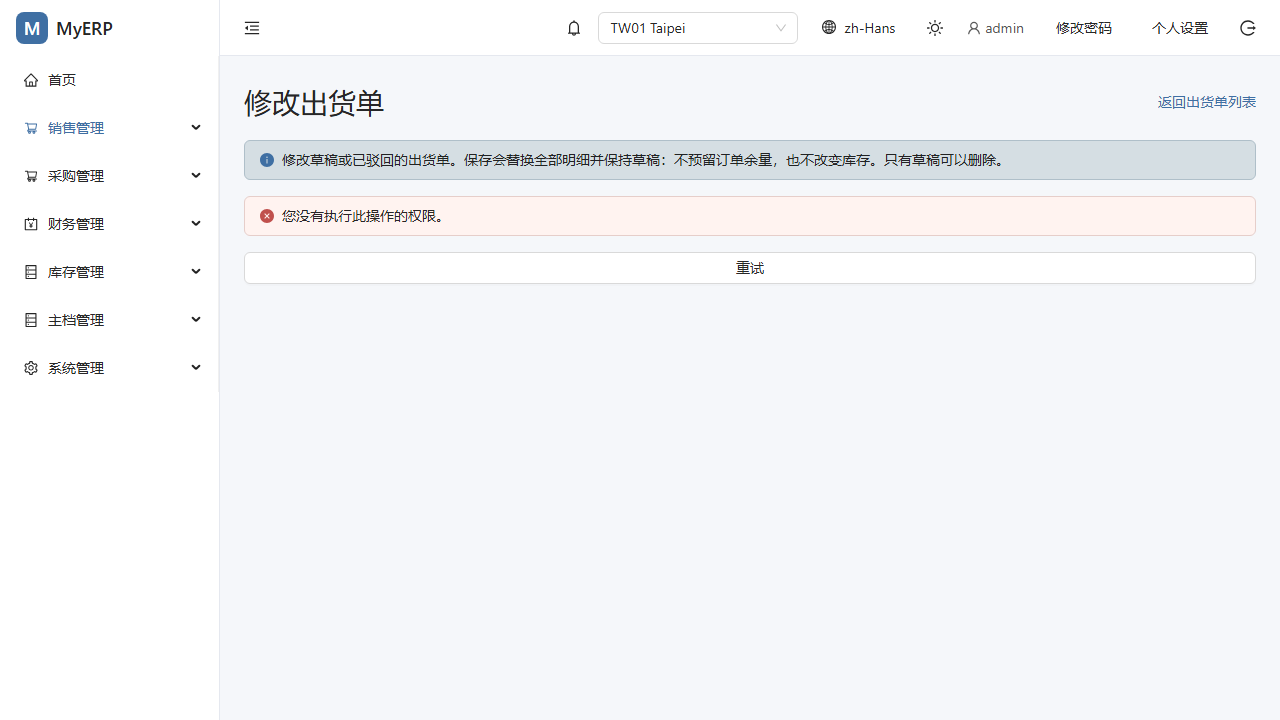 M MyERP
TW01 Taipei
zh-Hans
admin
修改密码
个人设置
首页
销售管理
采购管理
财务管理
库存管理
主档管理
系统管理
修改出货单
返回出货单列表
修改草稿或已驳回的出货单。保存会替换全部明细并保持草稿：不预留订单余量，也不改变库存。只有草稿可以删除。
您没有执行此操作的权限。
重试